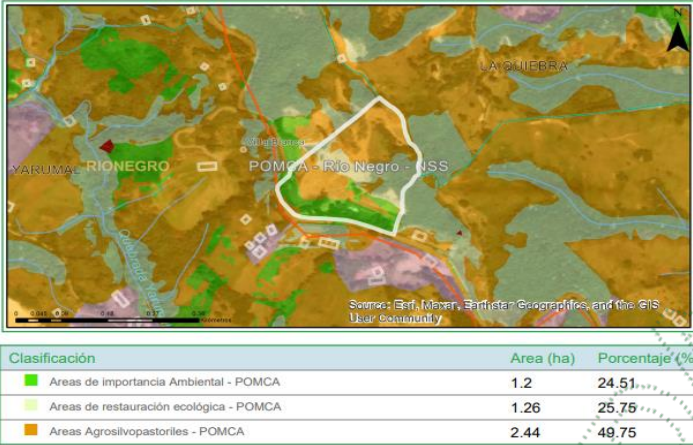 LA QUIEBRA
YARUMAL
RIONEGRO
POMCA - Río Negro - NSS
Source: Esri, Maxar, Earthstar Geographics, and the GIS
User Community
Clasificación Area (ha) Porcentaje (%
Areas de importancia Ambiental - POMCA 1.2 24.51
Areas de restauración ecológica - POMCA 1.26 25.75
Areas Agrosilvopastoriles - POMCA 2.44 49.75